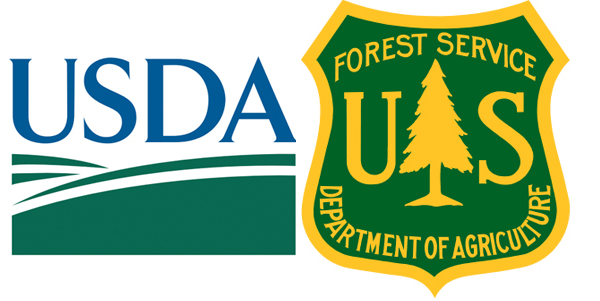 USDA
FOREST SERVICE
U S
DEPARTMENT OF AGRICULTURE